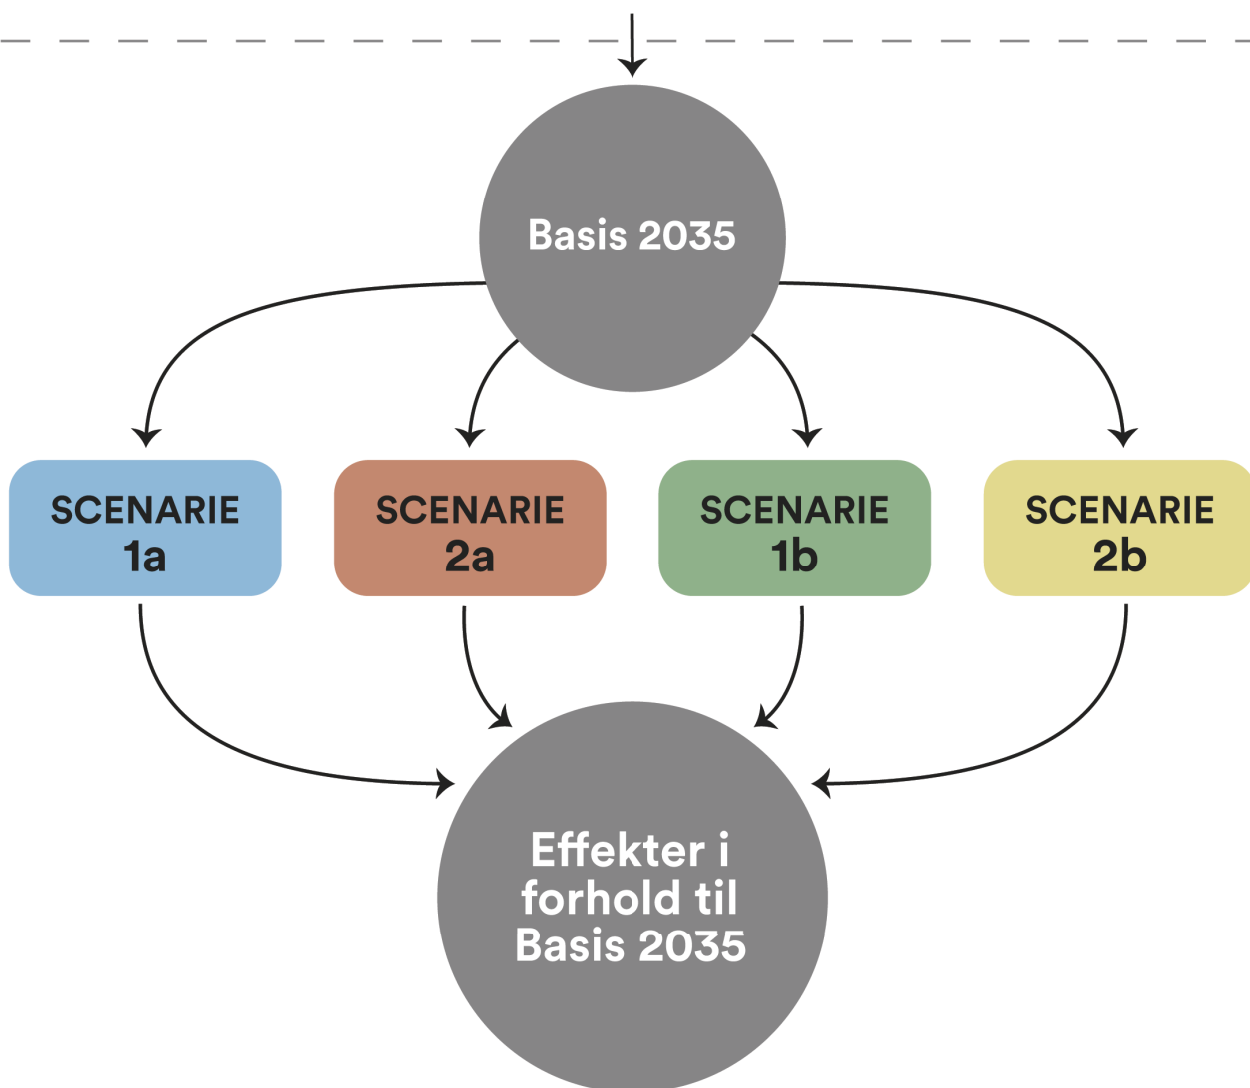 Basis 2035
SCENARIE
1a
SCENARIE
2a
SCENARIE
1b
SCENARIE
2b
Effekter i
forhold til
Basis 2035